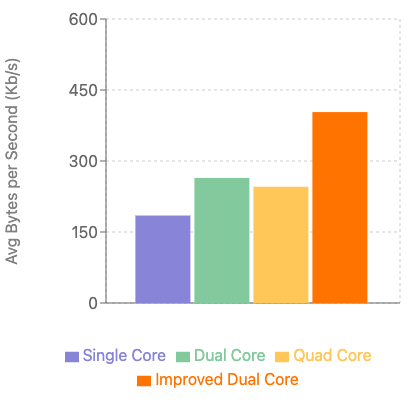 600
450
300
150
0
Avg Bytes per Second (Kb/s)
Single Core Dual Core Quad Core
Improved Dual Core